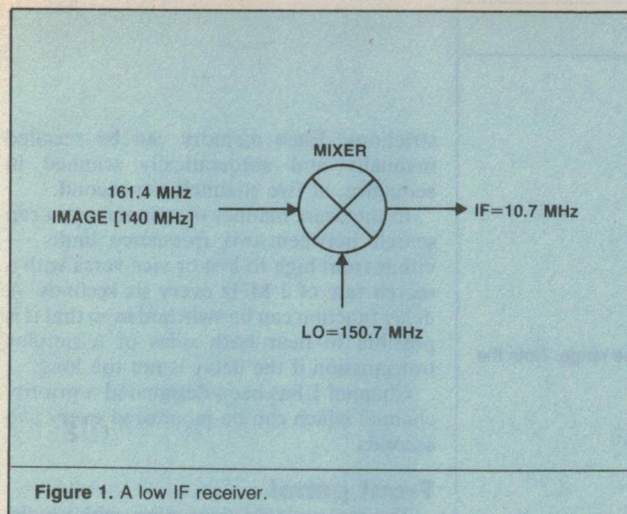 MIXER
161.4 MHz
IMAGE [140 MHz]
IF=10.7 MHz
LO=150.7 MHz
Figure 1. A low IF receiver.